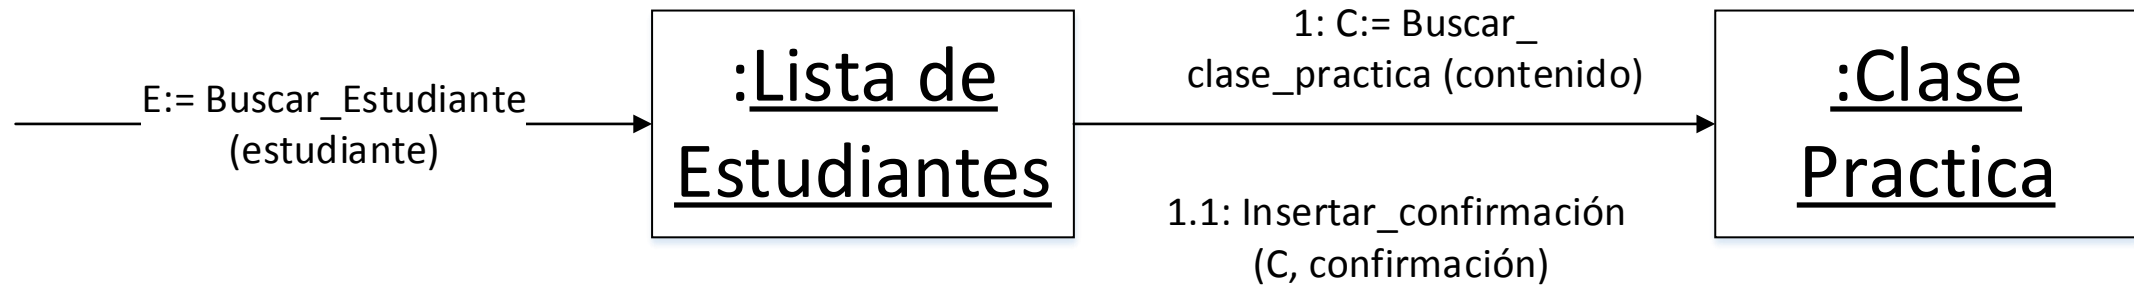 E:= Buscar_Estudiante
(estudiante)
:Lista de
Estudiantes
1: C:= Buscar_
clase_practica (contenido)
1.1: Insertar_confirmación
(C, confirmación)
:Clase
Practica